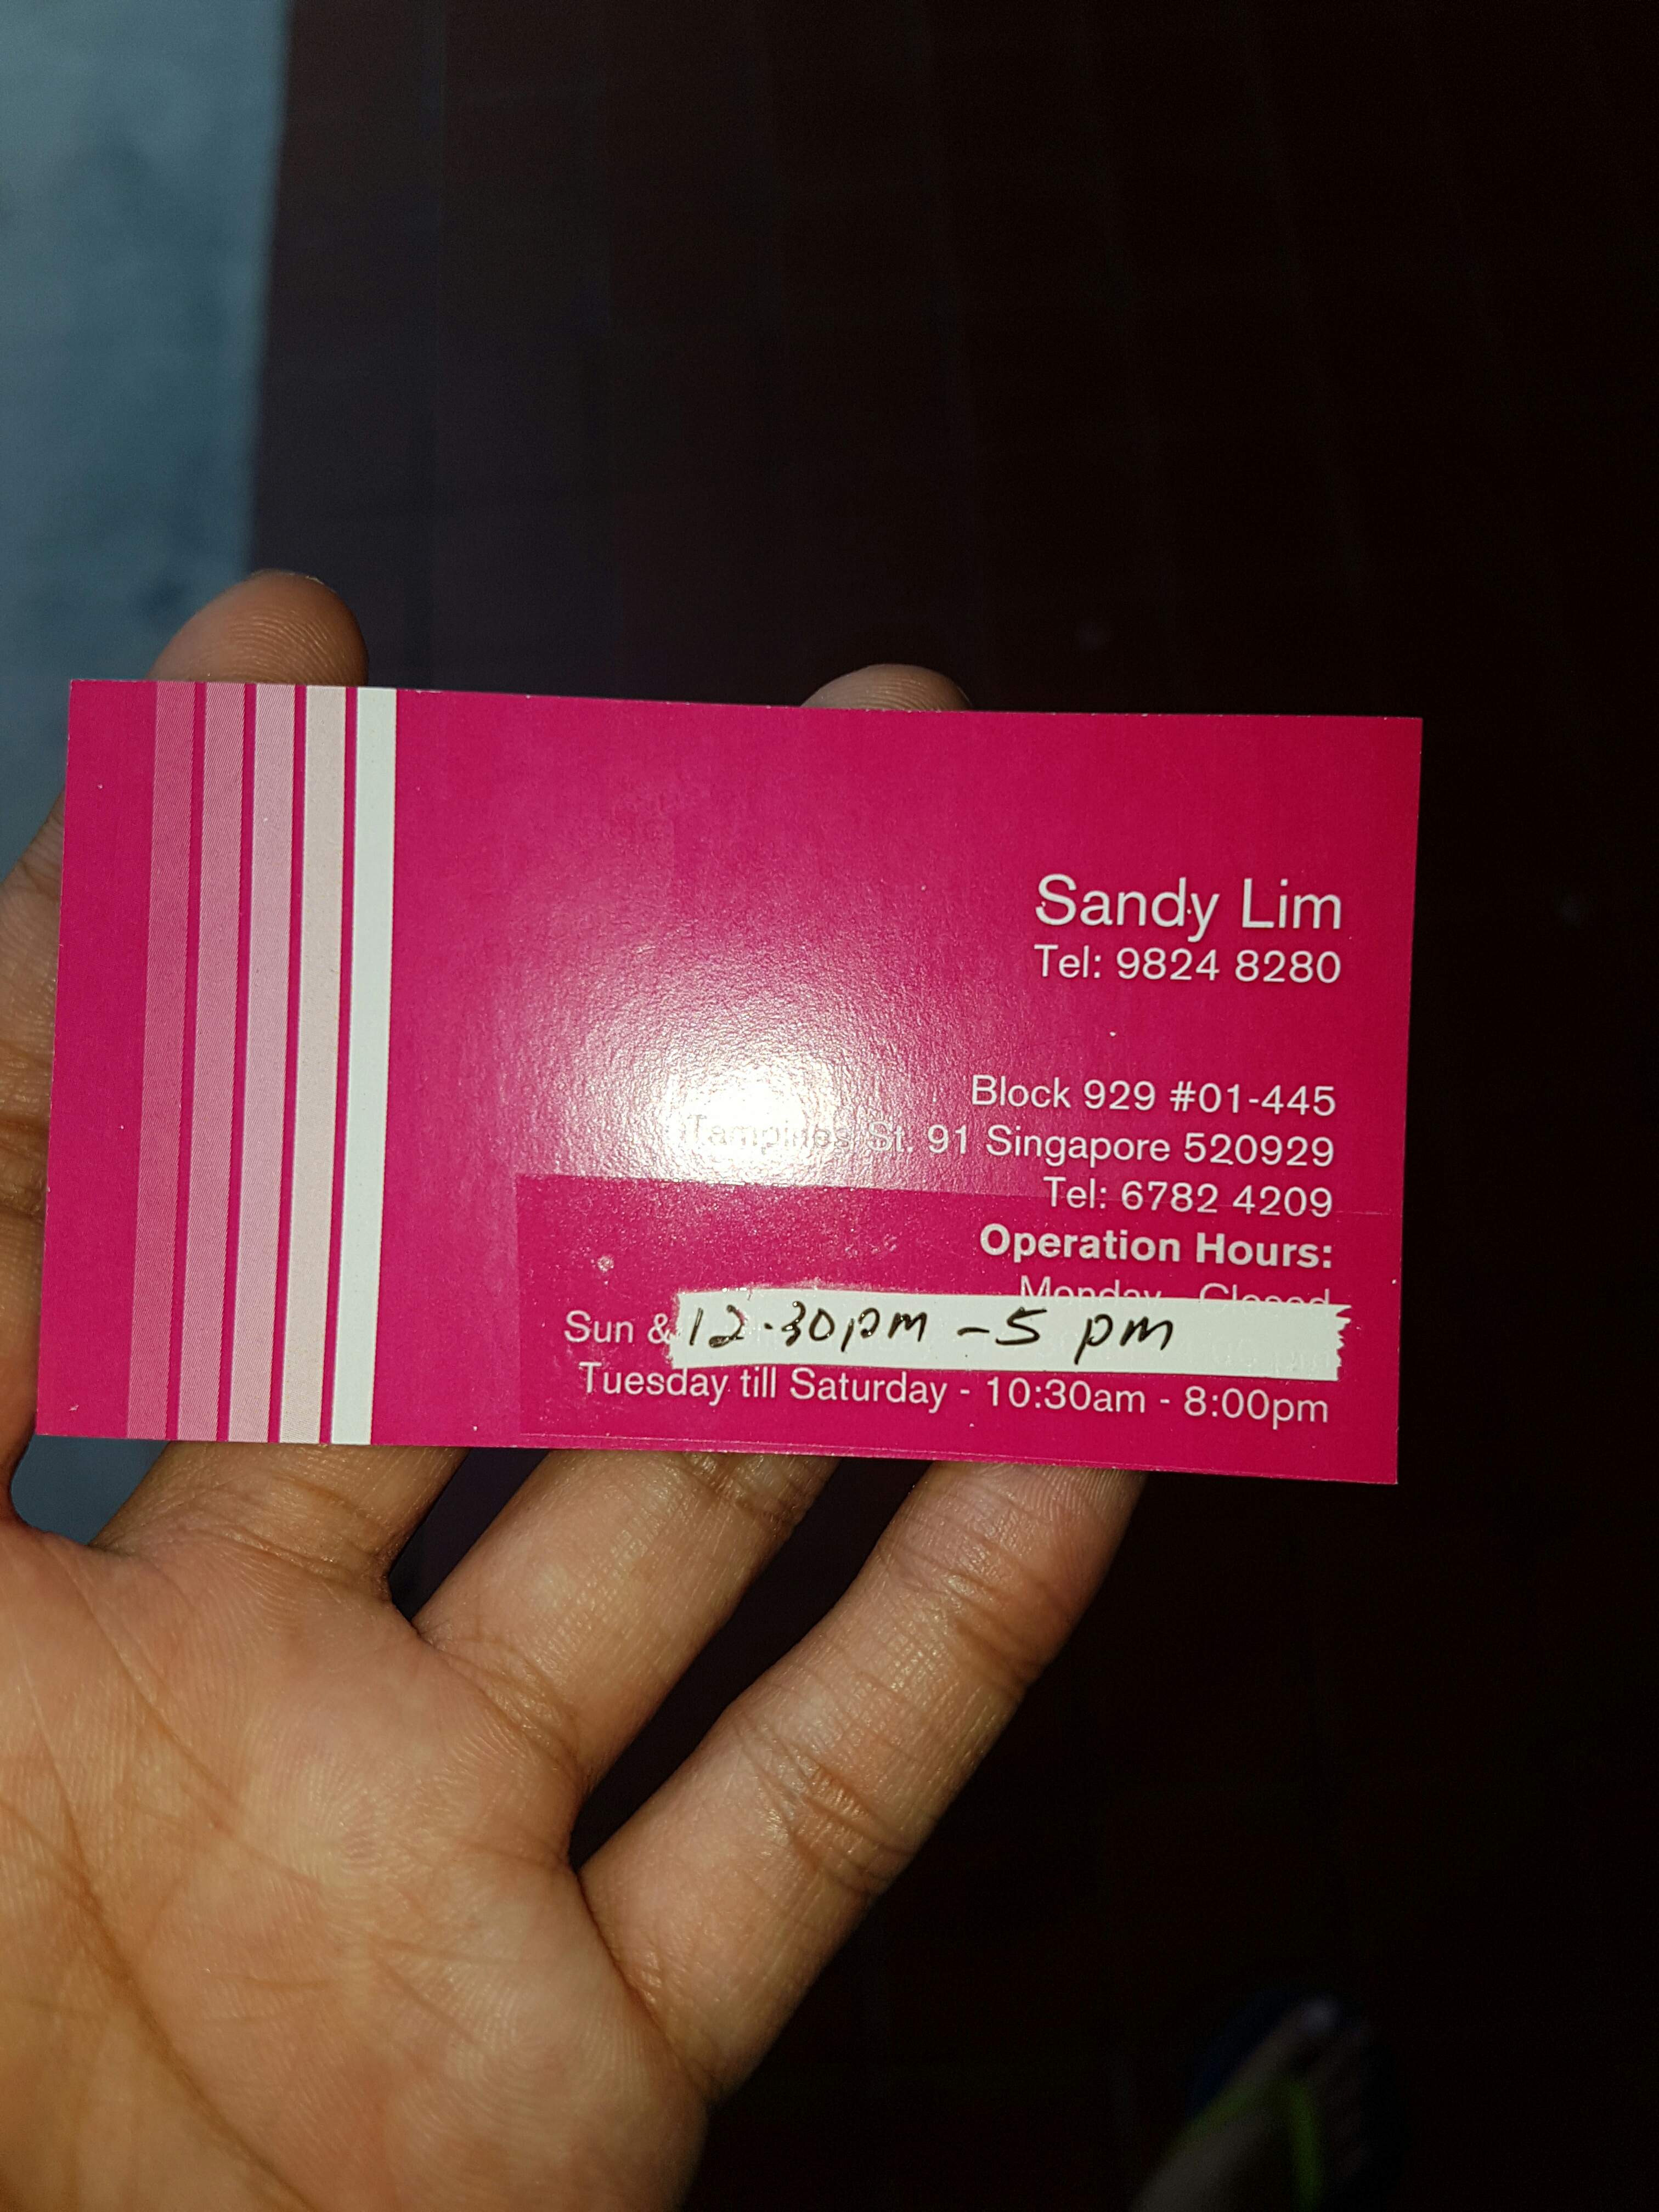 Sandy Lim
Tel: 9824 8280
Block 929 #01-445
Tampines St. 91 Singapore 520929
Tel: 6782 4209
Operation Hours:
Monday - Closed
Sun & 12.30pm - 5 pm
Tuesday till Saturday - 10:30am - 8:00pm